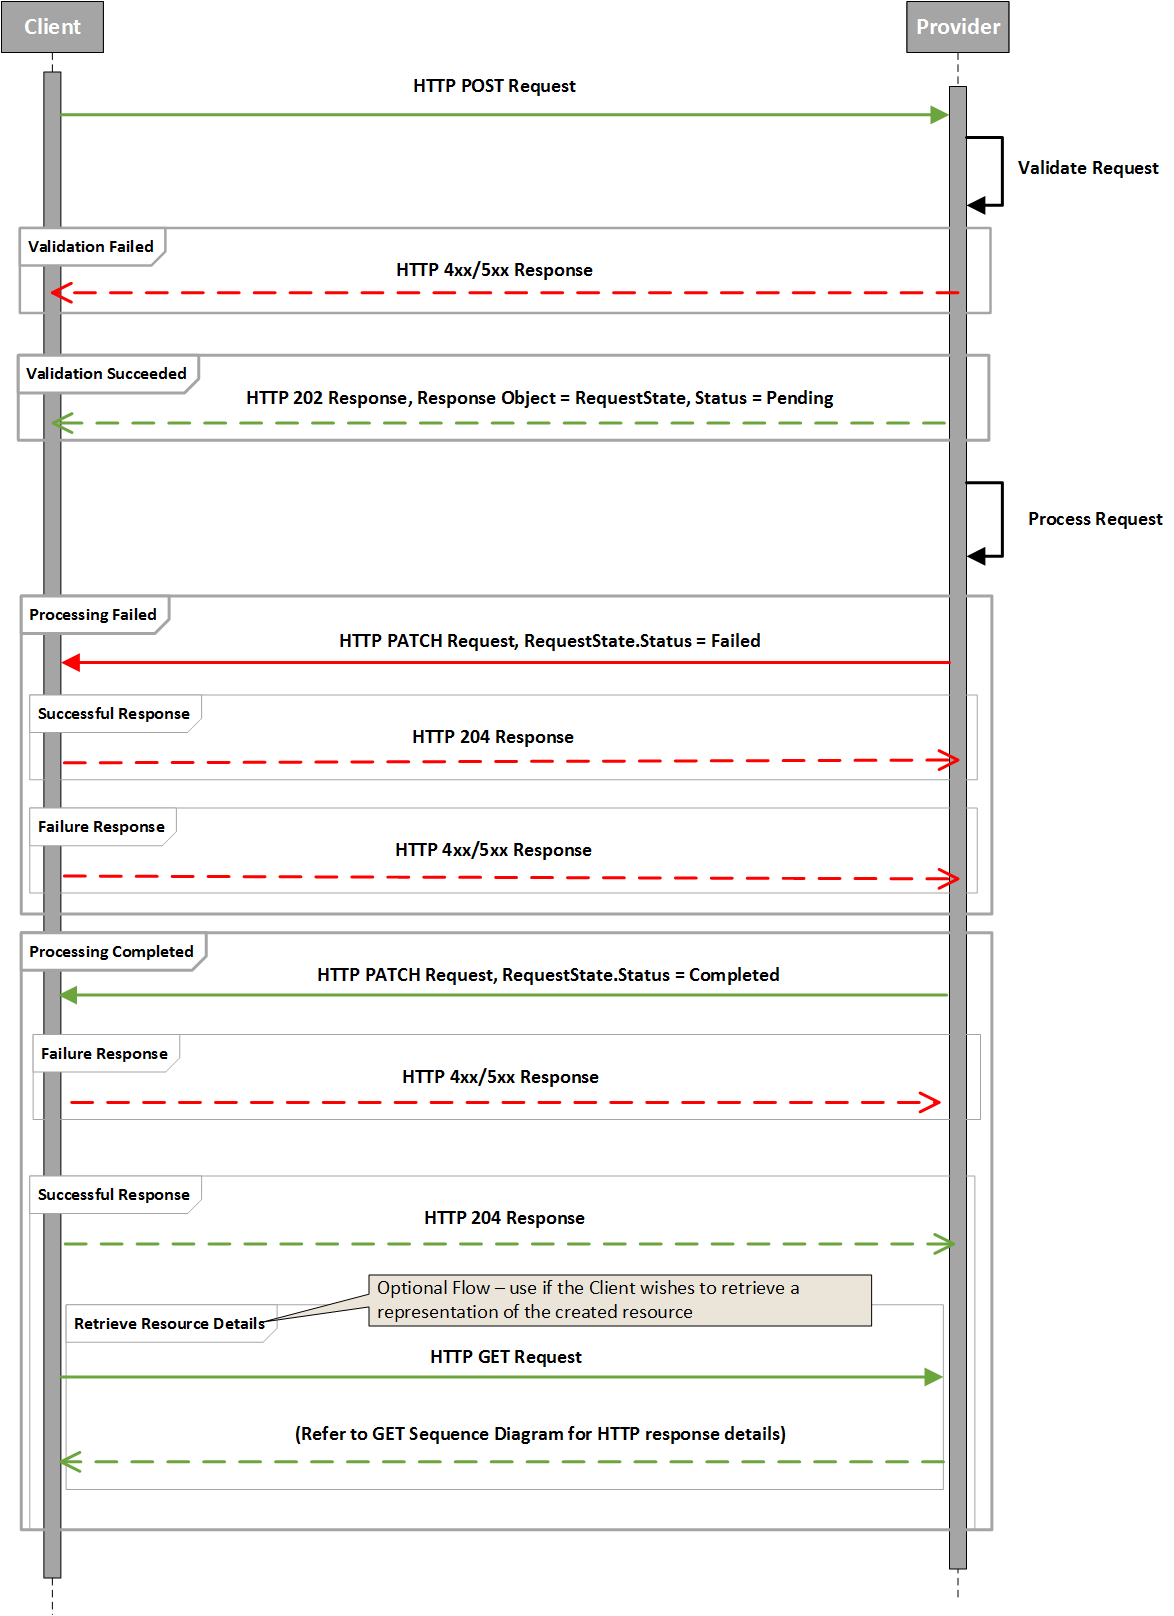 Client
Provider
HTTP POST Request
Validate Request
Validation Failed
HTTP 4xx/5xx Response
Validation Succeeded
HTTP 202 Response, Response Object = RequestState, Status = Pending
Process Request
Processing Failed
HTTP PATCH Request, RequestState.Status = Failed
Successful Response
HTTP 204 Response
Failure Response
HTTP 4xx/5xx Response
Processing Completed
HTTP PATCH Request, RequestState.Status = Completed
Failure Response
HTTP 4xx/5xx Response
Successful Response
HTTP 204 Response
Optional Flow – use if the Client wishes to retrieve a
representation of the created resource
Retrieve Resource Details
HTTP GET Request
(Refer to GET Sequence Diagram for HTTP response details)